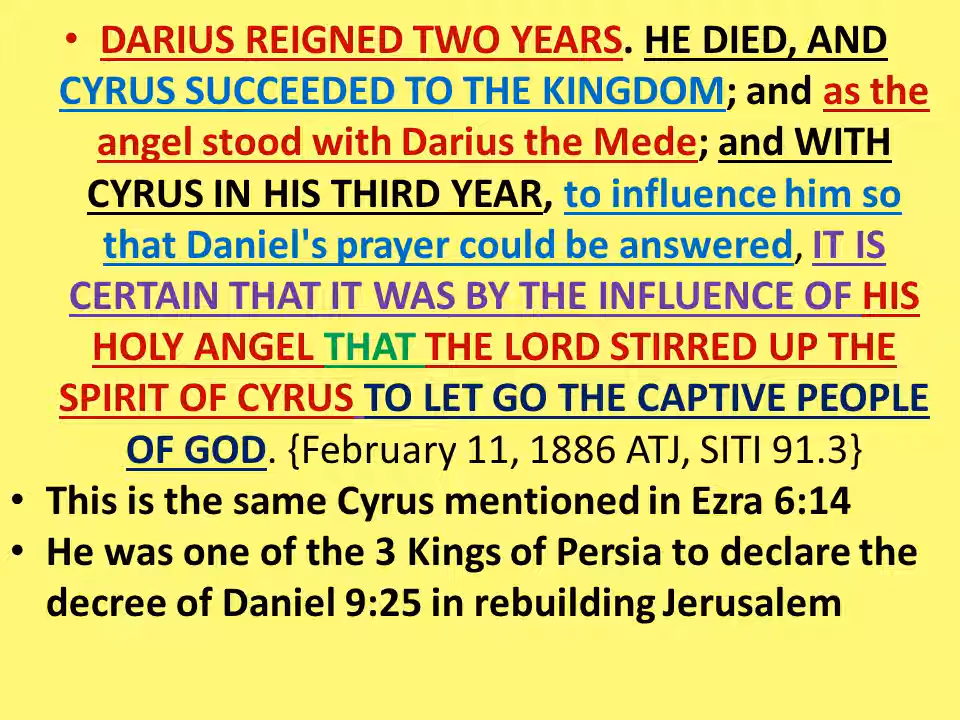 • DARIUS REIGNED TWO YEARS. HE DIED, AND
CYRUS SUCCEEDED TO THE KINGDOM; and as the
angel stood with Darius the Mede; and WITH
CYRUS IN HIS THIRD YEAR, to influence him so
that Daniel's prayer could be answered, IT IS
CERTAIN THAT IT WAS BY THE INFLUENCE OF HIS
HOLY ANGEL THAT THE LORD STIRRED UP THE
SPIRIT OF CYRUS TO LET GO THE CAPTIVE PEOPLE
OF GOD. {February 11, 1886 ATJ, SITI 91.3}
• This is the same Cyrus mentioned in Ezra 6:14
• He was one of the 3 Kings of Persia to declare the
decree of Daniel 9:25 in rebuilding Jerusalem